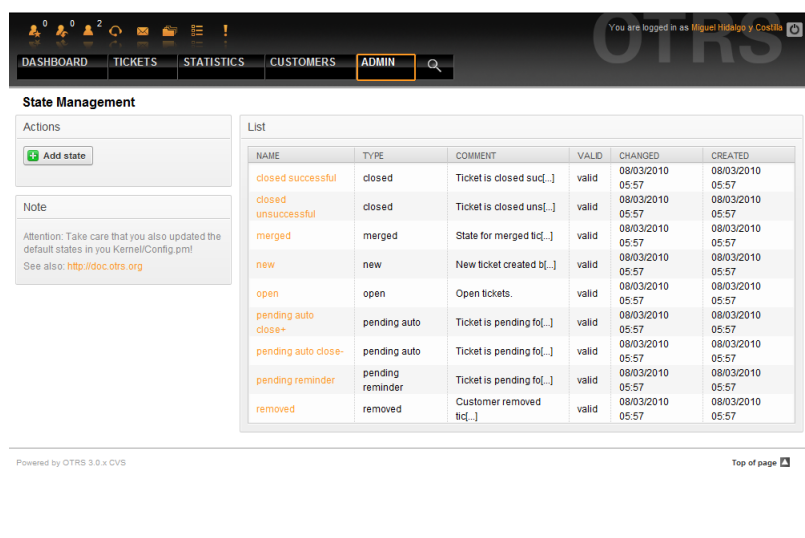 0 0 2
OTRS
You are logged in as Miguel Hidalgo y Costilla
DASHBOARD TICKETS STATISTICS CUSTOMERS ADMIN
State Management
Actions
Add state
Note
Attention: Take care that you also updated the
default states in you Kernel/Config.pm!
See also: http://doc.otrs.org
List
NAME TYPE COMMENT VALID CHANGED CREATED
closed successful closed Ticket is closed suc[...] valid 08/03/2010 05:57 08/03/2010 05:57
closed unsuccessful closed Ticket is closed uns[...] valid 08/03/2010 05:57 08/03/2010 05:57
merged merged State for merged tic[...] valid 08/03/2010 05:57 08/03/2010 05:57
new new New ticket created b[...] valid 08/03/2010 05:57 08/03/2010 05:57
open open Open tickets. valid 08/03/2010 05:57 08/03/2010 05:57
pending auto close+ pending auto Ticket is pending fo[...] valid 08/03/2010 05:57 08/03/2010 05:57
pending auto close- pending auto Ticket is pending fo[...] valid 08/03/2010 05:57 08/03/2010 05:57
pending reminder pending reminder Ticket is pending fo[...] valid 08/03/2010 05:57 08/03/2010 05:57
removed removed Customer removed tic[...] valid 08/03/2010 05:57 08/03/2010 05:57
Powered by OTRS 3.0.x CVS
Top of page